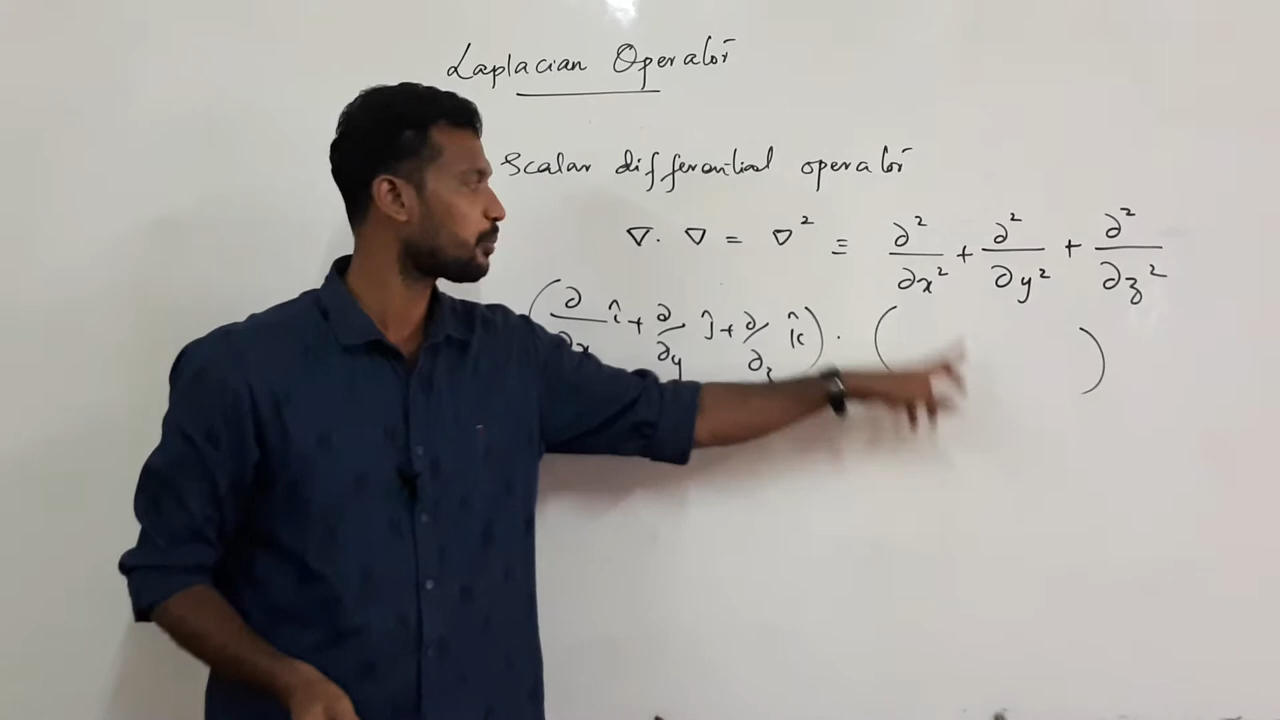 Laplacian Operator
Scalar differential operator
∇ · ∇ = ∇² ≡ ∂²/∂x² + ∂²/∂y² + ∂²/∂z²
(∂/∂x î + ∂/∂y ĵ + ∂/∂z k̂) · ( )